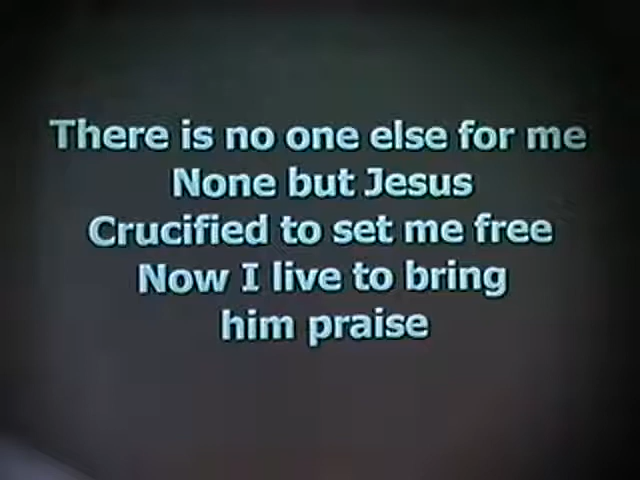 There is no one else for me
None but Jesus
Crucified to set me free
Now I live to bring
him praise